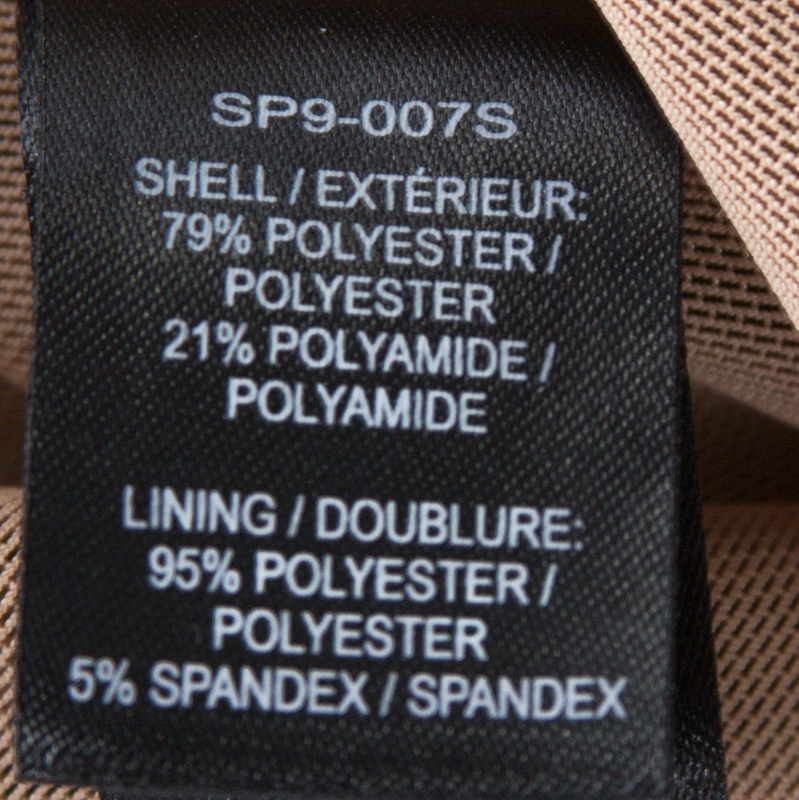 SP9-007S
SHELL / EXTÉRIEUR:
79% POLYESTER /
POLYESTER
21% POLYAMIDE /
POLYAMIDE
LINING / DOUBLURE:
95% POLYESTER /
POLYESTER
5% SPANDEX / SPANDEX